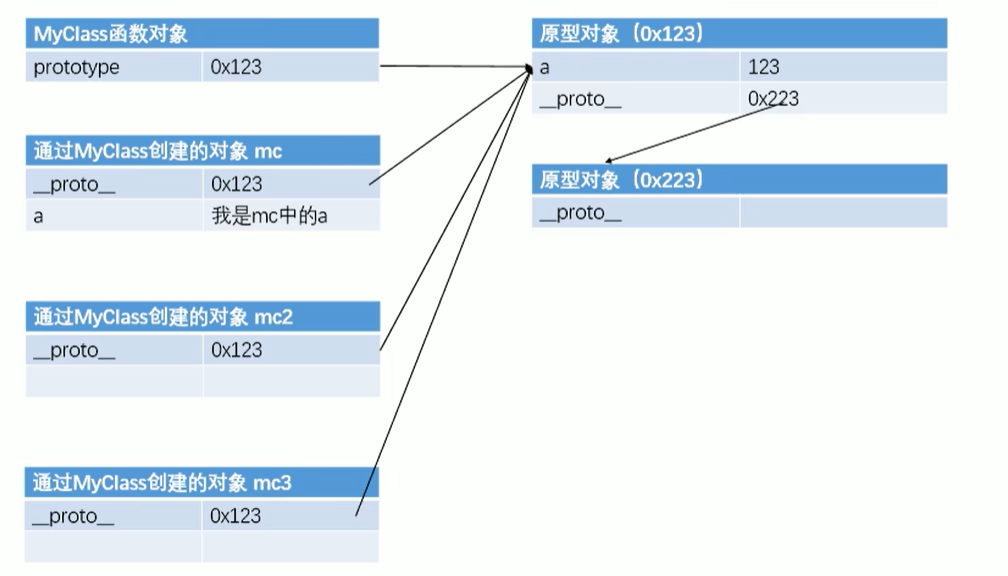 MyClass函数对象
prototype 0x123
通过MyClass创建的对象 mc
__proto__ 0x123
a 我是mc中的a
通过MyClass创建的对象 mc2
__proto__ 0x123
通过MyClass创建的对象 mc3
__proto__ 0x123
原型对象（0x123）
a 123
__proto__ 0x223
原型对象（0x223）
__proto__